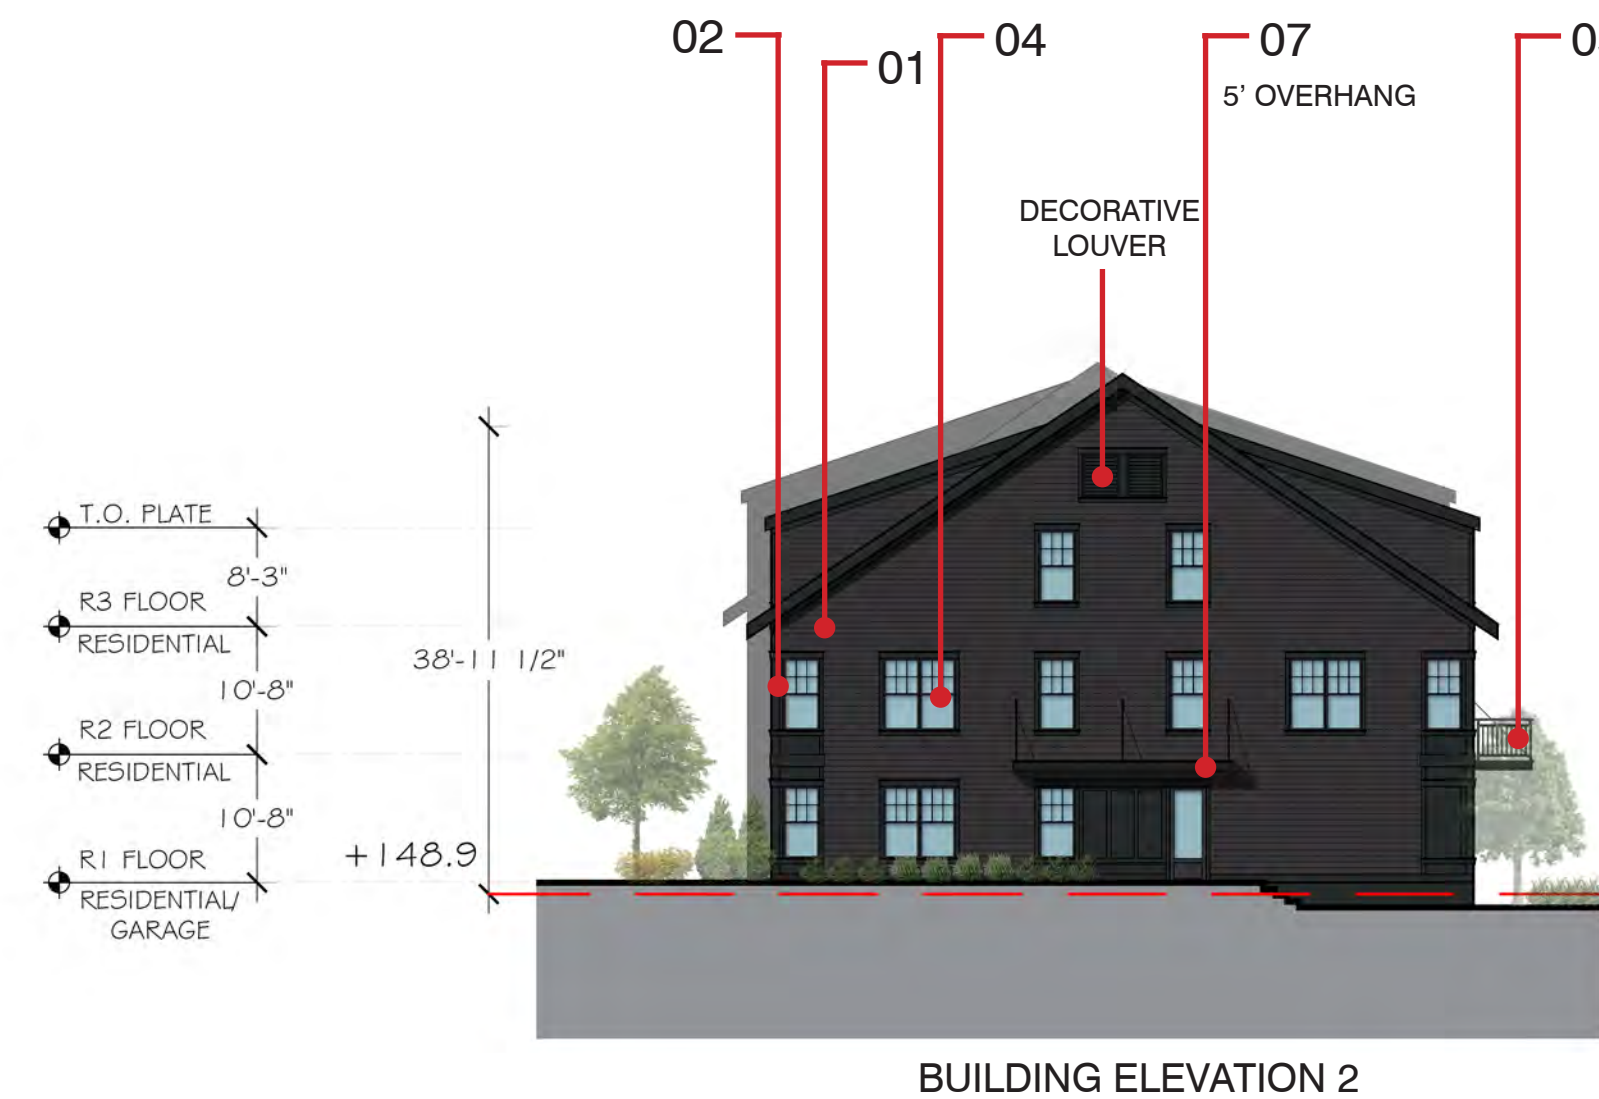 02
01
04
07
5’ OVERHANG
DECORATIVE
LOUVER
T.O. PLATE
8'-3"
R3 FLOOR
RESIDENTIAL
38'-11 1/2"
10'-8"
R2 FLOOR
RESIDENTIAL
10'-8"
+148.9
R1 FLOOR
RESIDENTIAL/
GARAGE
BUILDING ELEVATION 2